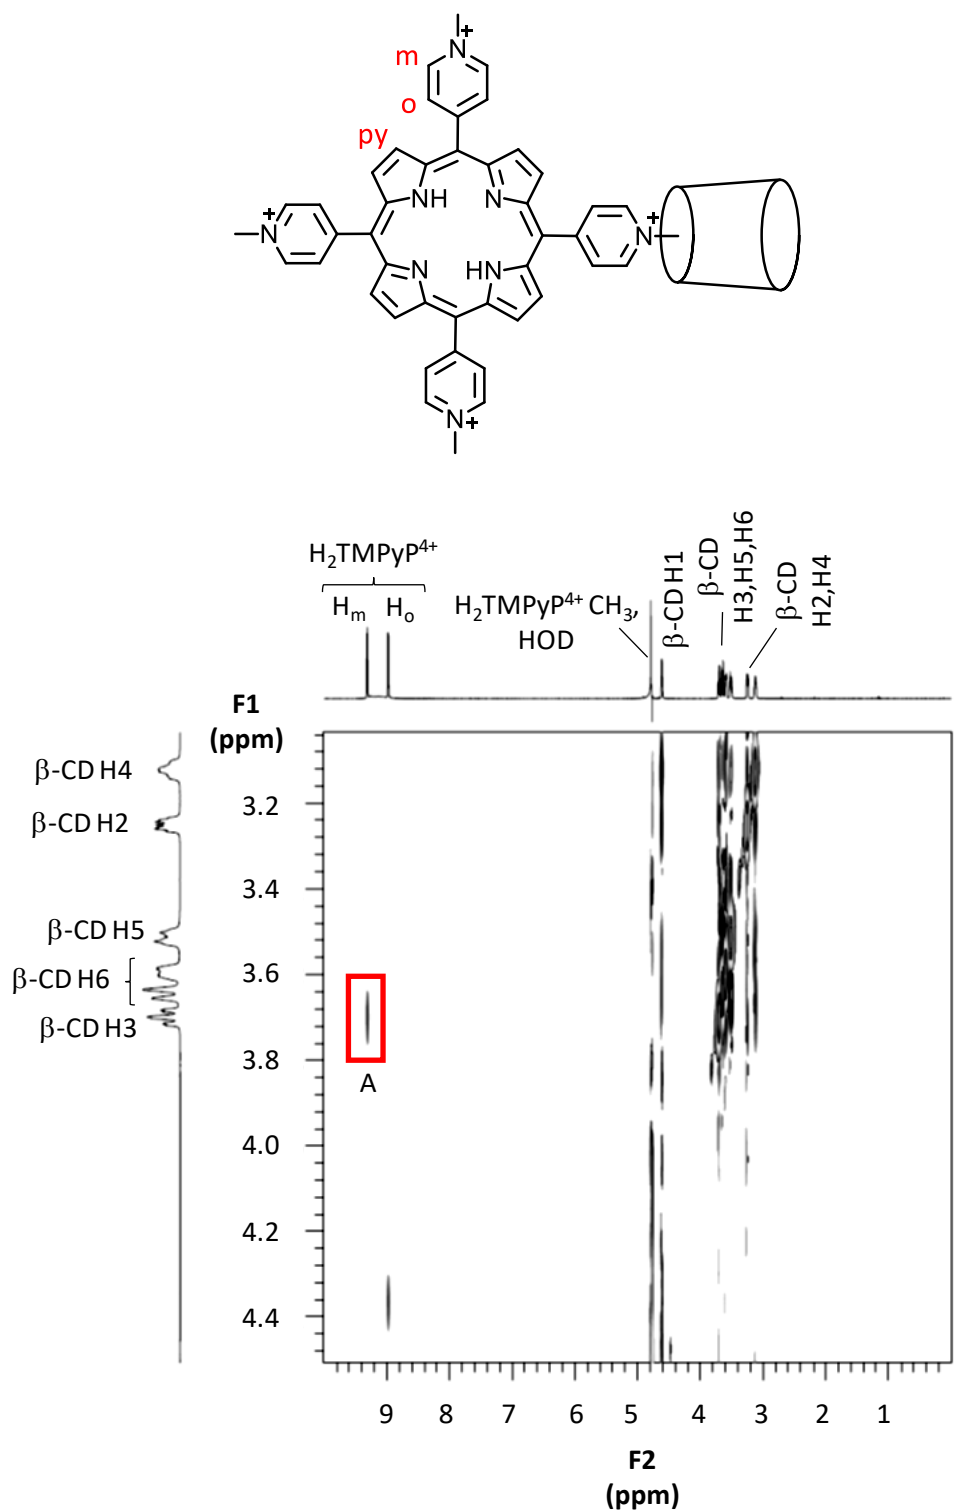 +
N
m
o
py
NH
N
+
N
+
N
N
HN
N
+
H₂TMPyP⁴⁺
Hₘ Hₒ
H₂TMPyP⁴⁺ CH₃,
HOD
β-CD H1
β-CD
H3,H5,H6
β-CD
H2,H4
F1
(ppm)
β-CD H4
β-CD H2
β-CD H5
β-CD H6
β-CD H3
3.2
3.4
3.6
3.8
4.0
4.2
4.4
A
9 8 7 6 5 4 3 2 1
F2
(ppm)